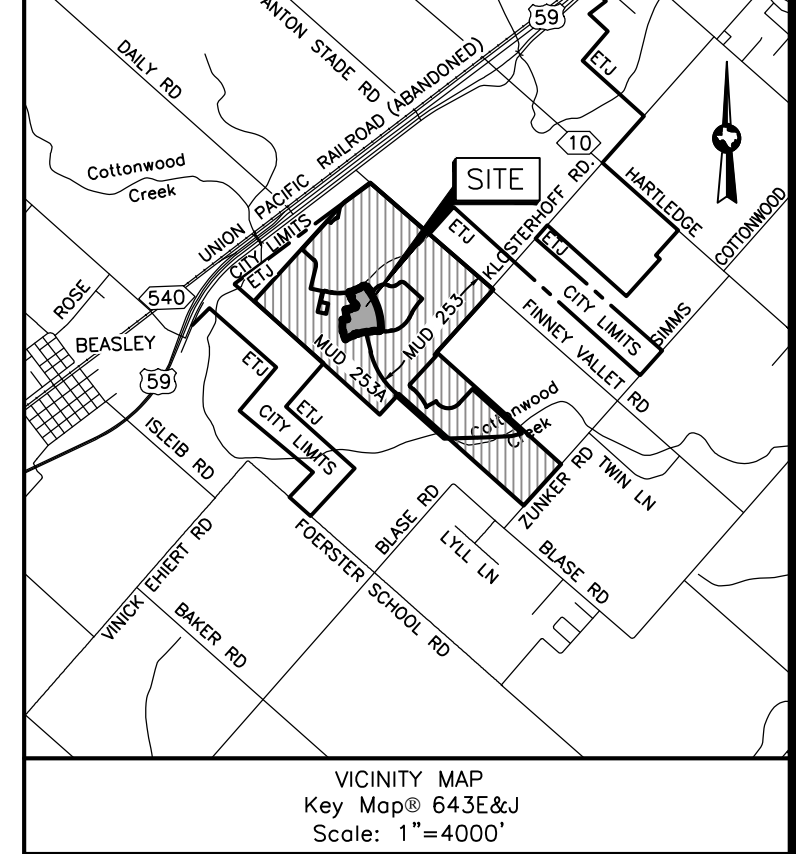 59
ANTON STADE RD
DAILY RD
ETJ
UNION PACIFIC RAILROAD (ABANDONED)
10
Cottonwood
Creek
SITE
KLOSTERHOFF RD.
HARTLEDGE
COTTONWOOD
CITY LIMITS
ETJ
ETJ
ETJ
540
ROSE
CITY LIMITS
SIMMS
MUD 253
FINNEY VALLET RD
BEASLEY
MUD 253A
59
ETJ
ETJ
CITY LIMITS
Cottonwood
Creek
ISLEIB RD
ZUNKER RD
TWIN LN
BLASE RD
LYLL LN
BLASE RD
FOERSTER SCHOOL RD
VINICK EHIERT RD
BAKER RD
VICINITY MAP
Key Map® 643E&J
Scale: 1"=4000'